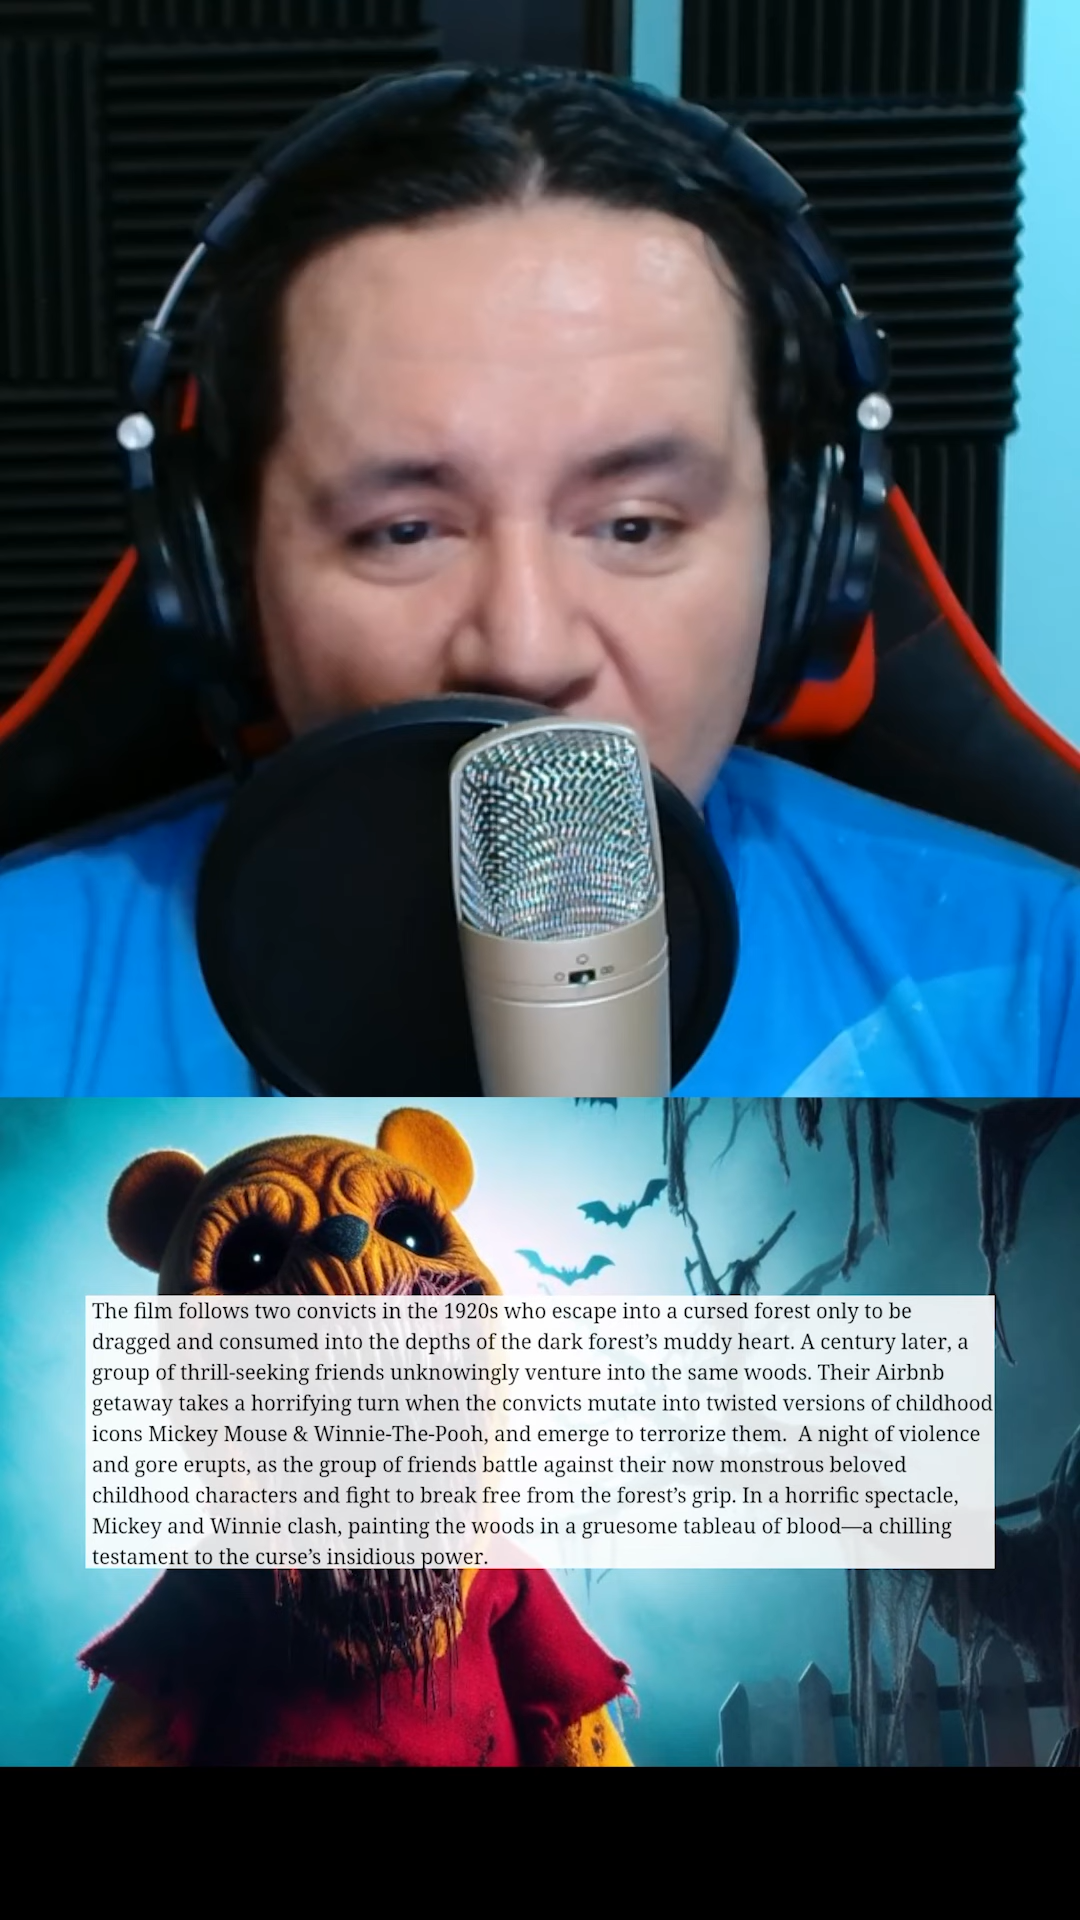 The film follows two convicts in the 1920s who escape into a cursed forest only to be
dragged and consumed into the depths of the dark forest’s muddy heart. A century later, a
group of thrill-seeking friends unknowingly venture into the same woods. Their Airbnb
getaway takes a horrifying turn when the convicts mutate into twisted versions of childhood
icons Mickey Mouse & Winnie-The-Pooh, and emerge to terrorize them.  A night of violence
and gore erupts, as the group of friends battle against their now monstrous beloved
childhood characters and fight to break free from the forest’s grip. In a horrific spectacle,
Mickey and Winnie clash, painting the woods in a gruesome tableau of blood—a chilling
testament to the curse’s insidious power.